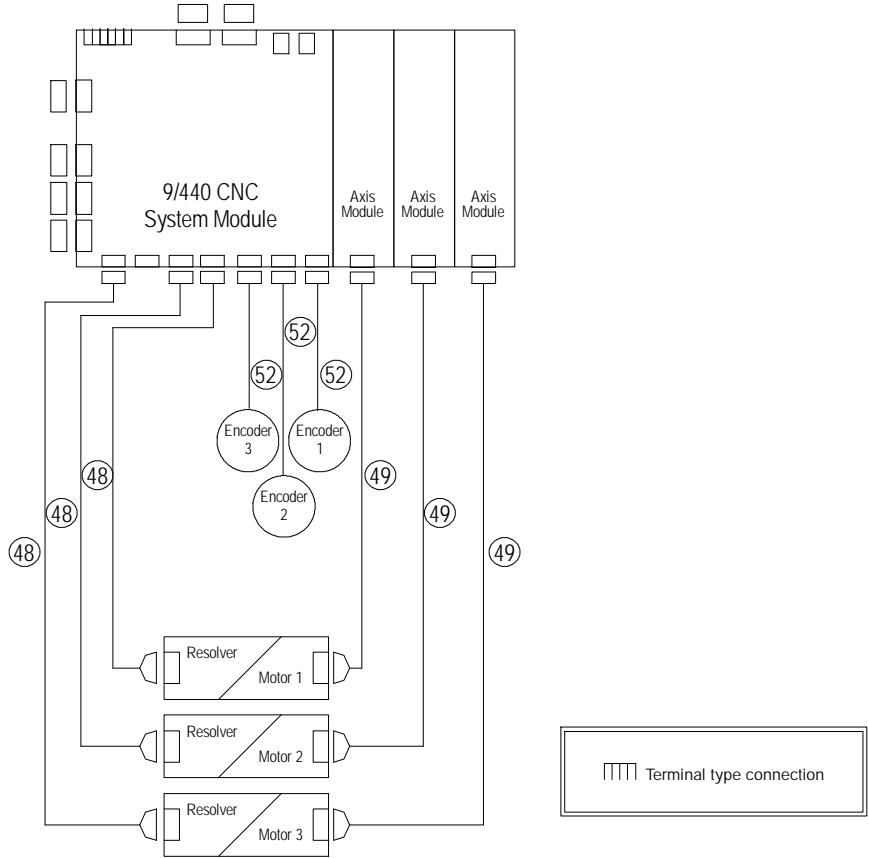 9/440 CNC
System Module
Axis
Module
Axis
Module
Axis
Module
52
52
52
Encoder
3
Encoder
1
Encoder
2
48
49
48
49
48
49
Resolver
Motor 1
Resolver
Motor 2
Resolver
Motor 3
Terminal type connection